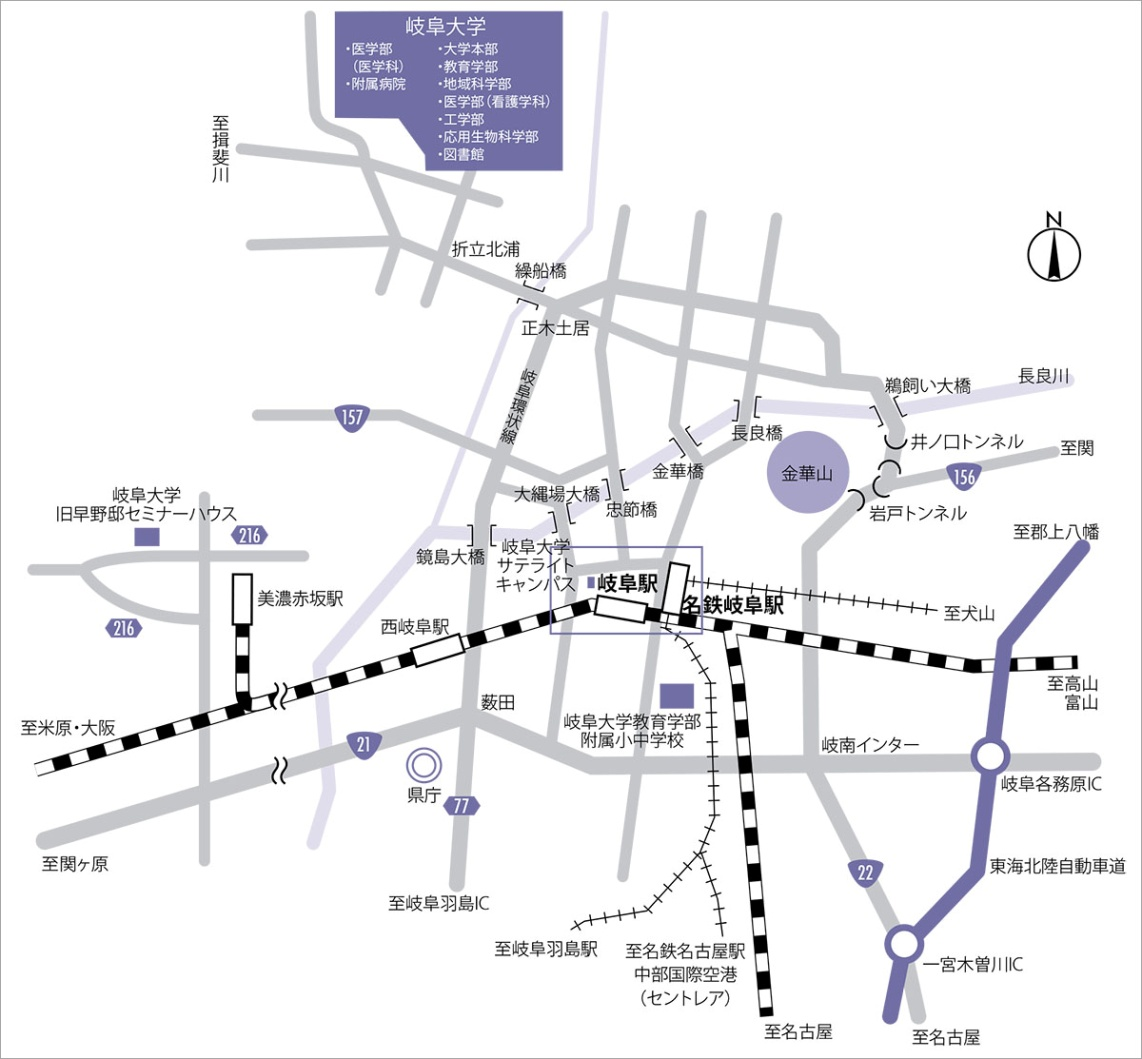 岐阜大学
・医学部
（医学科）
・附属病院
・大学本部
・教育学部
・地域科学部
・医学部（看護学科）
・工学部
・応用生物科学部
・図書館
至揖斐川
N
折立北浦
繰船橋
正木土居
岐阜環状線
長良川
鵜飼い大橋
157
長良橋
井ノ口トンネル
至関
金華橋
金華山
156
岐阜大学
旧早野邸セミナーハウス
大縄場大橋
忠節橋
岩戸トンネル
216
鏡島大橋
岐阜大学
サテライト
キャンパス
至郡上八幡
岐阜駅
美濃赤坂駅
名鉄岐阜駅
至犬山
216
西岐阜駅
至高山
富山
薮田
至米原・大阪
岐阜大学教育学部
附属小中学校
21
岐南インター
県庁
77
岐阜各務原IC
至関ヶ原
22
東海北陸自動車道
至岐阜羽島IC
至岐阜羽島駅
至名鉄名古屋駅
中部国際空港
（セントレア）
一宮木曽川IC
至名古屋
至名古屋